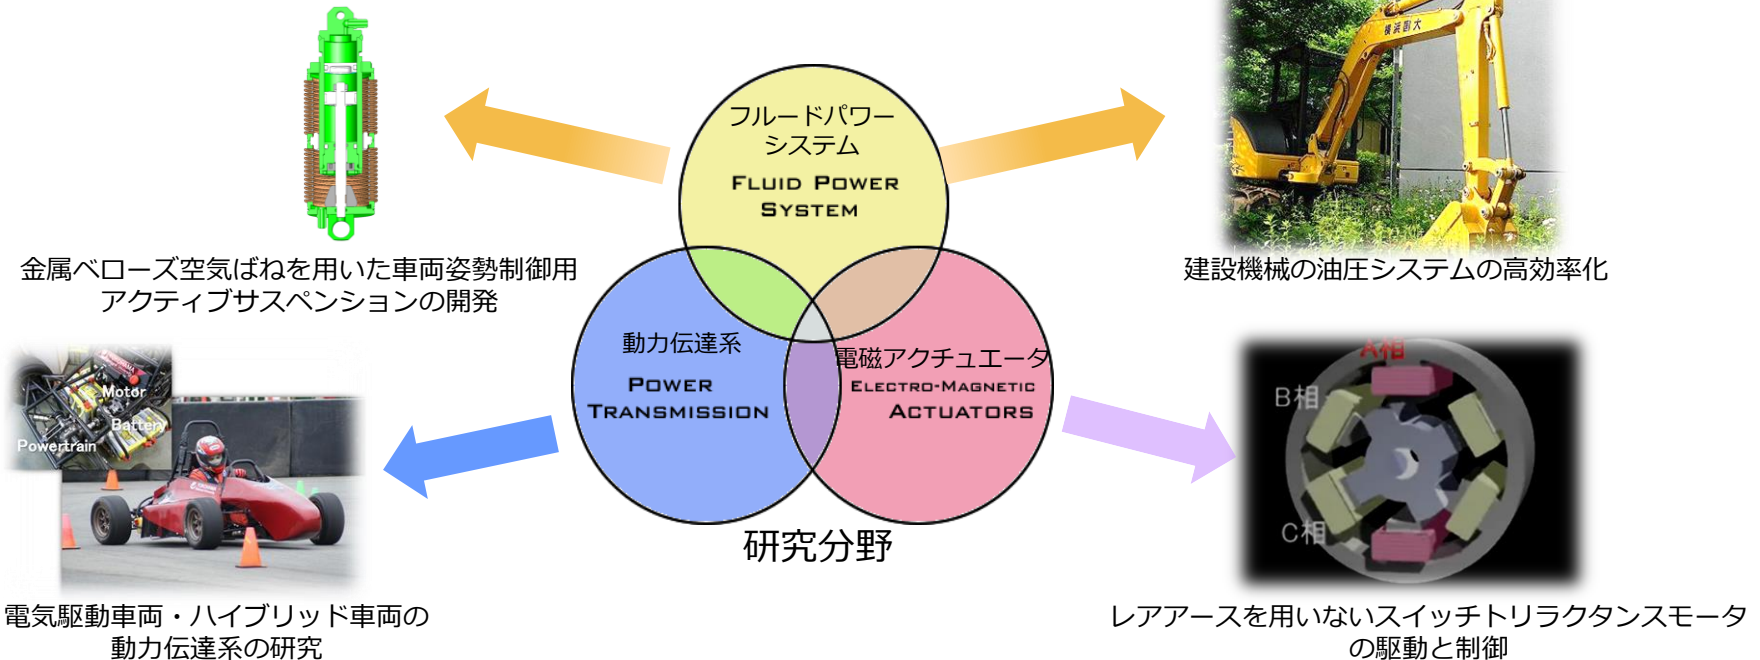 横浜国大
フルードパワー
システム
FLUID POWER
SYSTEM
金属ベローズ空気ばねを用いた車両姿勢制御用
アクティブサスペンションの開発
建設機械の油圧システムの高効率化
動力伝達系
POWER
TRANSMISSION
電磁アクチュエータ
ELECTRO-MAGNETIC
ACTUATORS
Motor
Battery
Powertrain
A相
B相
C相
研究分野
電気駆動車両・ハイブリッド車両の
動力伝達系の研究
レアアースを用いないスイッチトリラクタンスモータ
の駆動と制御